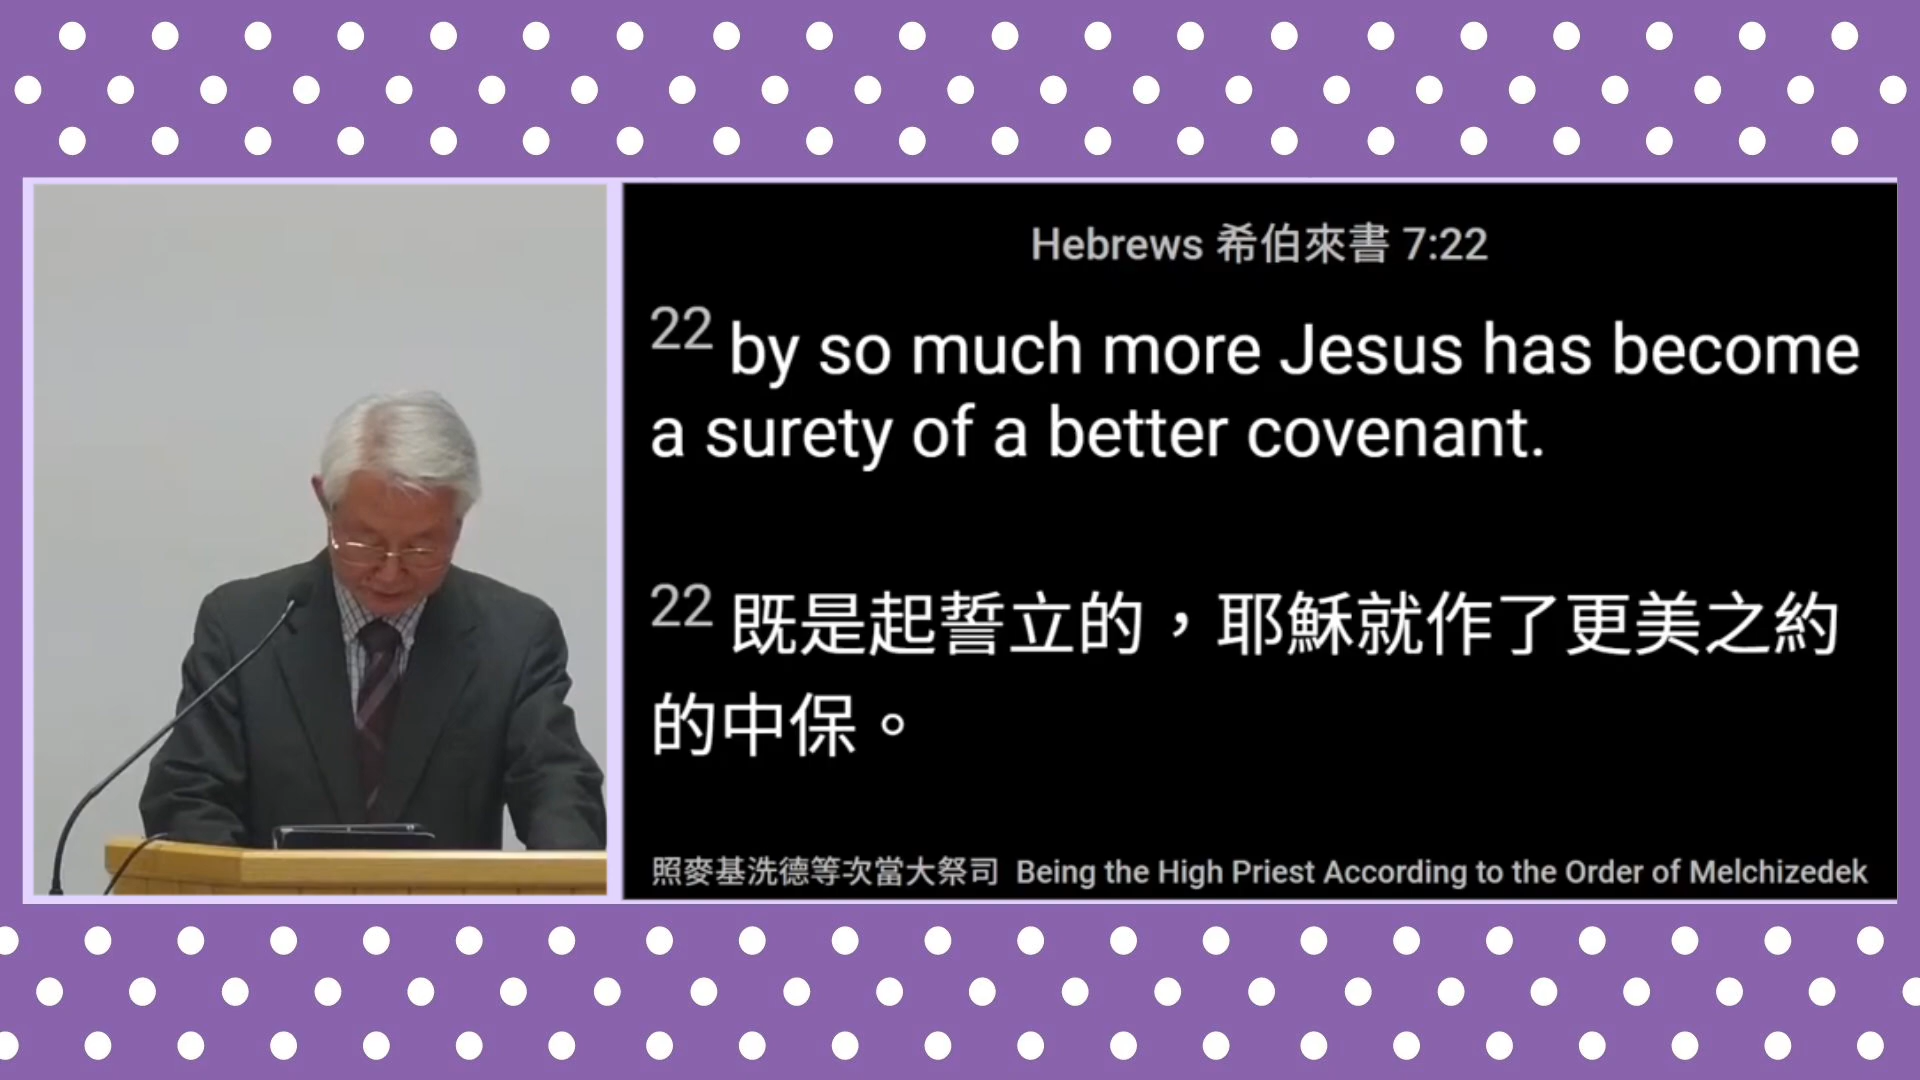 Hebrews 希伯來書 7:22
22 by so much more Jesus has become
a surety of a better covenant.
22 既是起誓立的，耶穌就作了更美之約
的中保。
照麥基洗德等次當大祭司 Being the High Priest According to the Order of Melchizedek